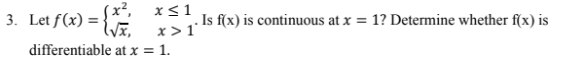 3. Let f(x) = { x², x ≤ 1
√x, x > 1 . Is f(x) is continuous at x = 1? Determine whether f(x) is
differentiable at x = 1.